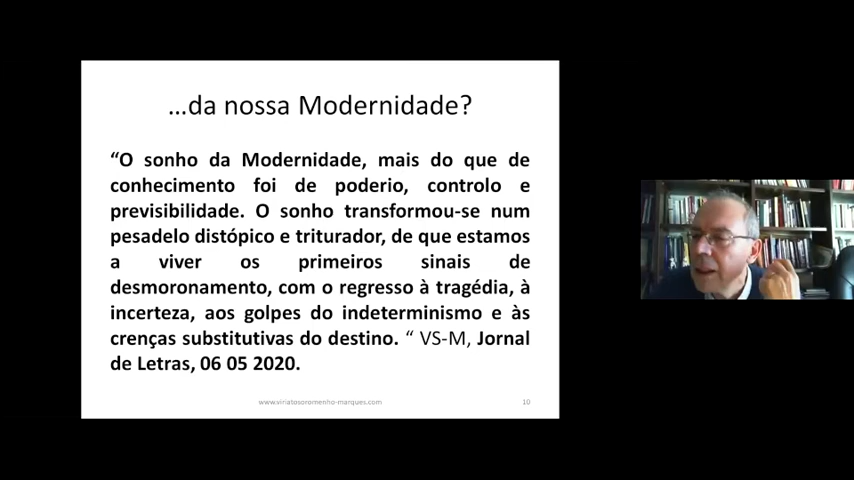 ...da nossa Modernidade?
“O sonho da Modernidade, mais do que de
conhecimento foi de poderio, controlo e
previsibilidade. O sonho transformou-se num
pesadelo distópico e triturador, de que estamos
a viver os primeiros sinais de
desmoronamento, com o regresso à tragédia, à
incerteza, aos golpes do indeterminismo e às
crenças substitutivas do destino. “ VS-M, Jornal
de Letras, 06 05 2020.
www.viriatosoromenho-marques.com 10